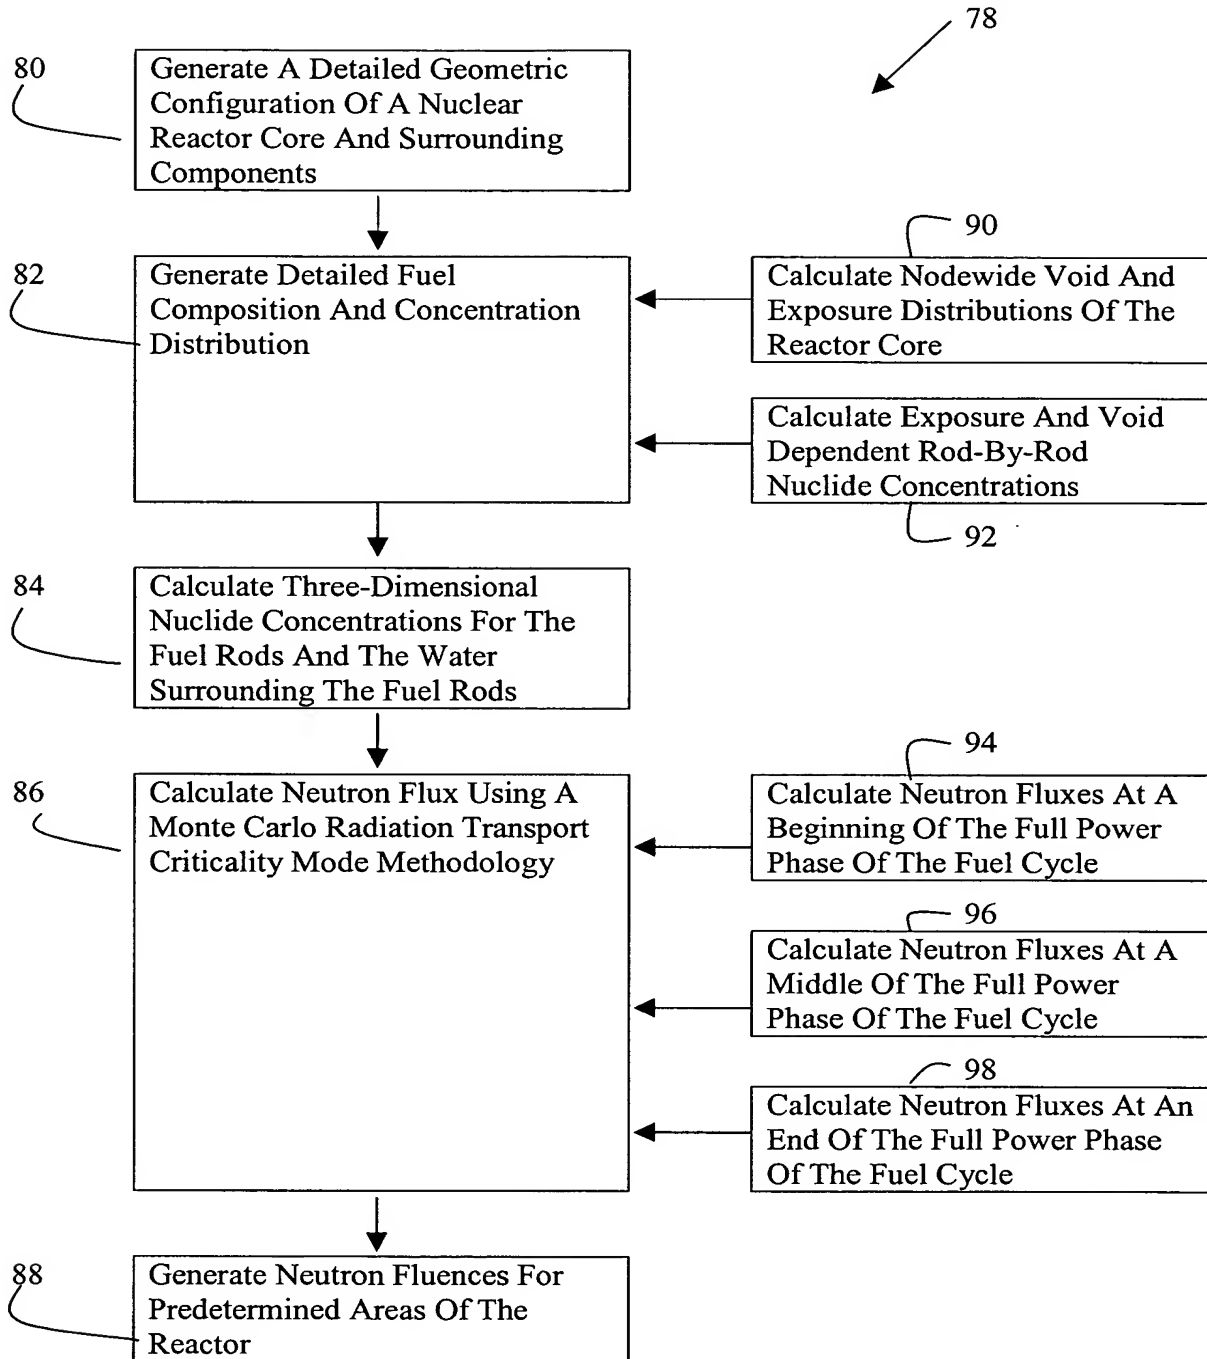 78
80
Generate A Detailed Geometric
Configuration Of A Nuclear
Reactor Core And Surrounding
Components
82
Generate Detailed Fuel
Composition And Concentration
Distribution
90
Calculate Nodewide Void And
Exposure Distributions Of The
Reactor Core
Calculate Exposure And Void
Dependent Rod-By-Rod
Nuclide Concentrations
92
84
Calculate Three-Dimensional
Nuclide Concentrations For The
Fuel Rods And The Water
Surrounding The Fuel Rods
86
Calculate Neutron Flux Using A
Monte Carlo Radiation Transport
Criticality Mode Methodology
94
Calculate Neutron Fluxes At A
Beginning Of The Full Power
Phase Of The Fuel Cycle
96
Calculate Neutron Fluxes At A
Middle Of The Full Power
Phase Of The Fuel Cycle
98
Calculate Neutron Fluxes At An
End Of The Full Power Phase
Of The Fuel Cycle
88
Generate Neutron Fluences For
Predetermined Areas Of The
Reactor